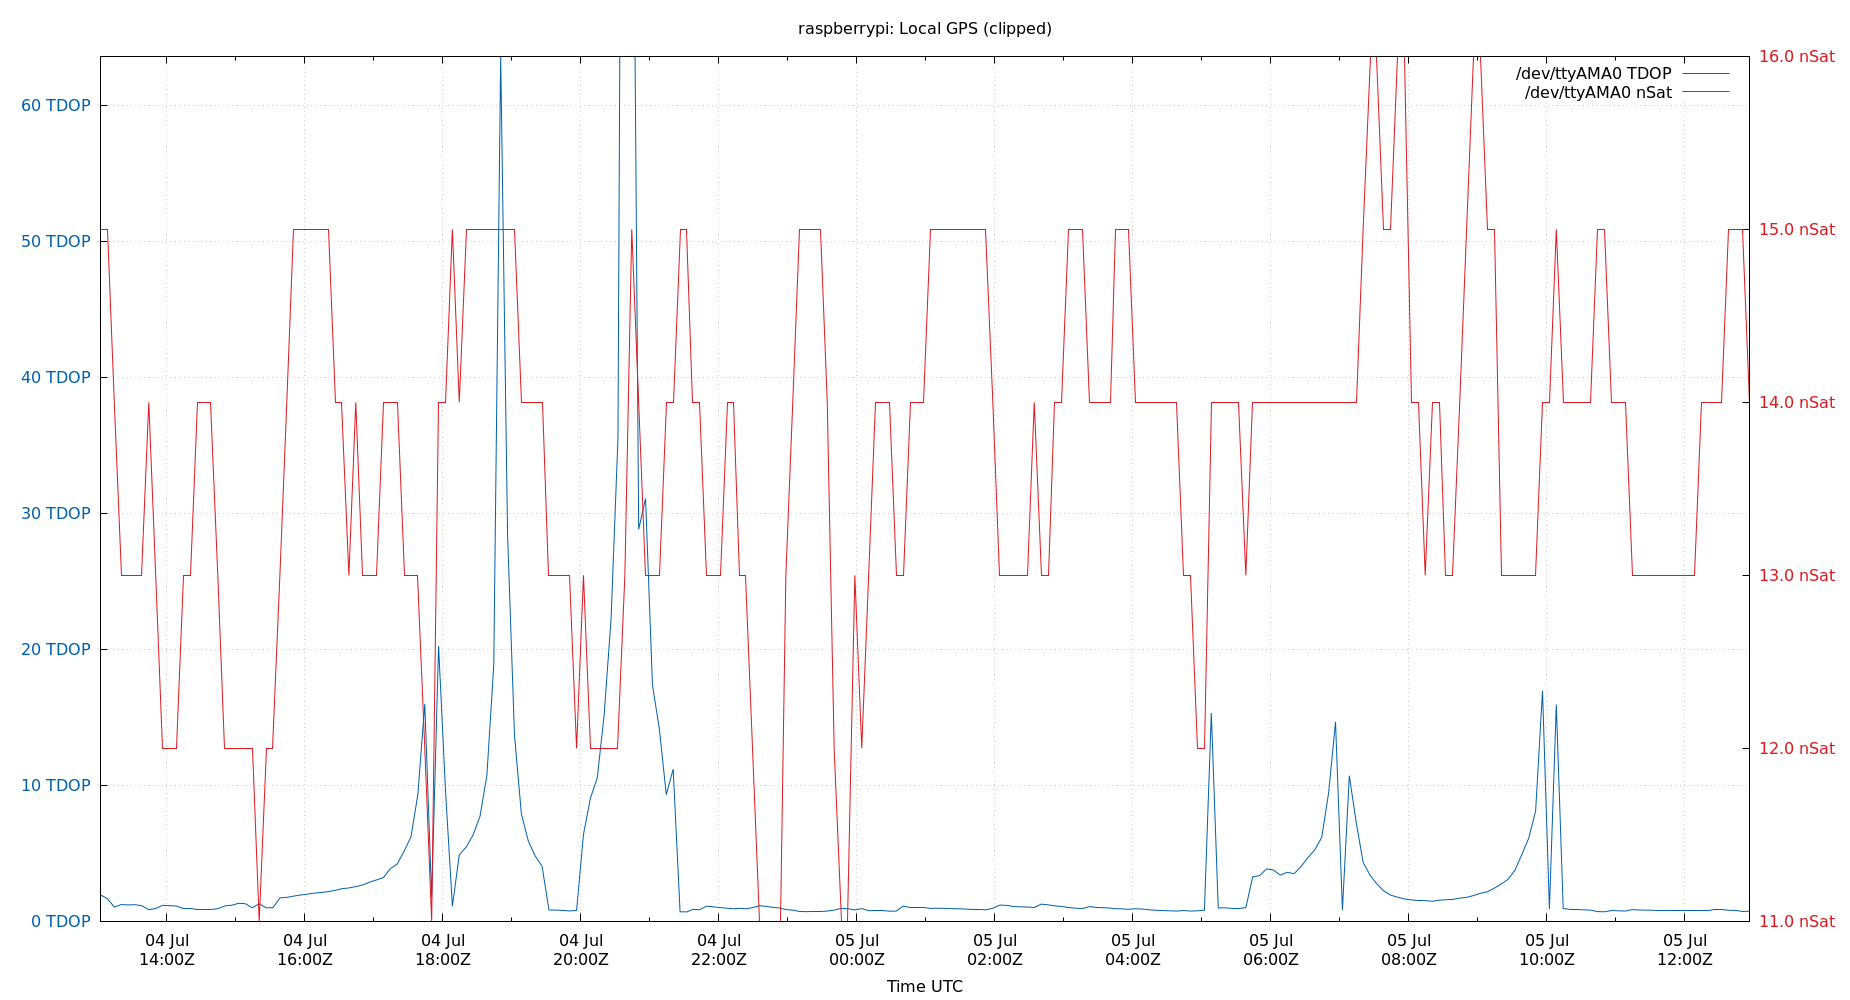 raspberrypi: Local GPS (clipped)
/dev/ttyAMA0 TDOP
/dev/ttyAMA0 nSat
60 TDOP
50 TDOP
40 TDOP
30 TDOP
20 TDOP
10 TDOP
0 TDOP
16.0 nSat
15.0 nSat
14.0 nSat
13.0 nSat
12.0 nSat
11.0 nSat
04 Jul
14:00Z
04 Jul
16:00Z
04 Jul
18:00Z
04 Jul
20:00Z
04 Jul
22:00Z
05 Jul
00:00Z
05 Jul
02:00Z
05 Jul
04:00Z
05 Jul
06:00Z
05 Jul
08:00Z
05 Jul
10:00Z
05 Jul
12:00Z
Time UTC